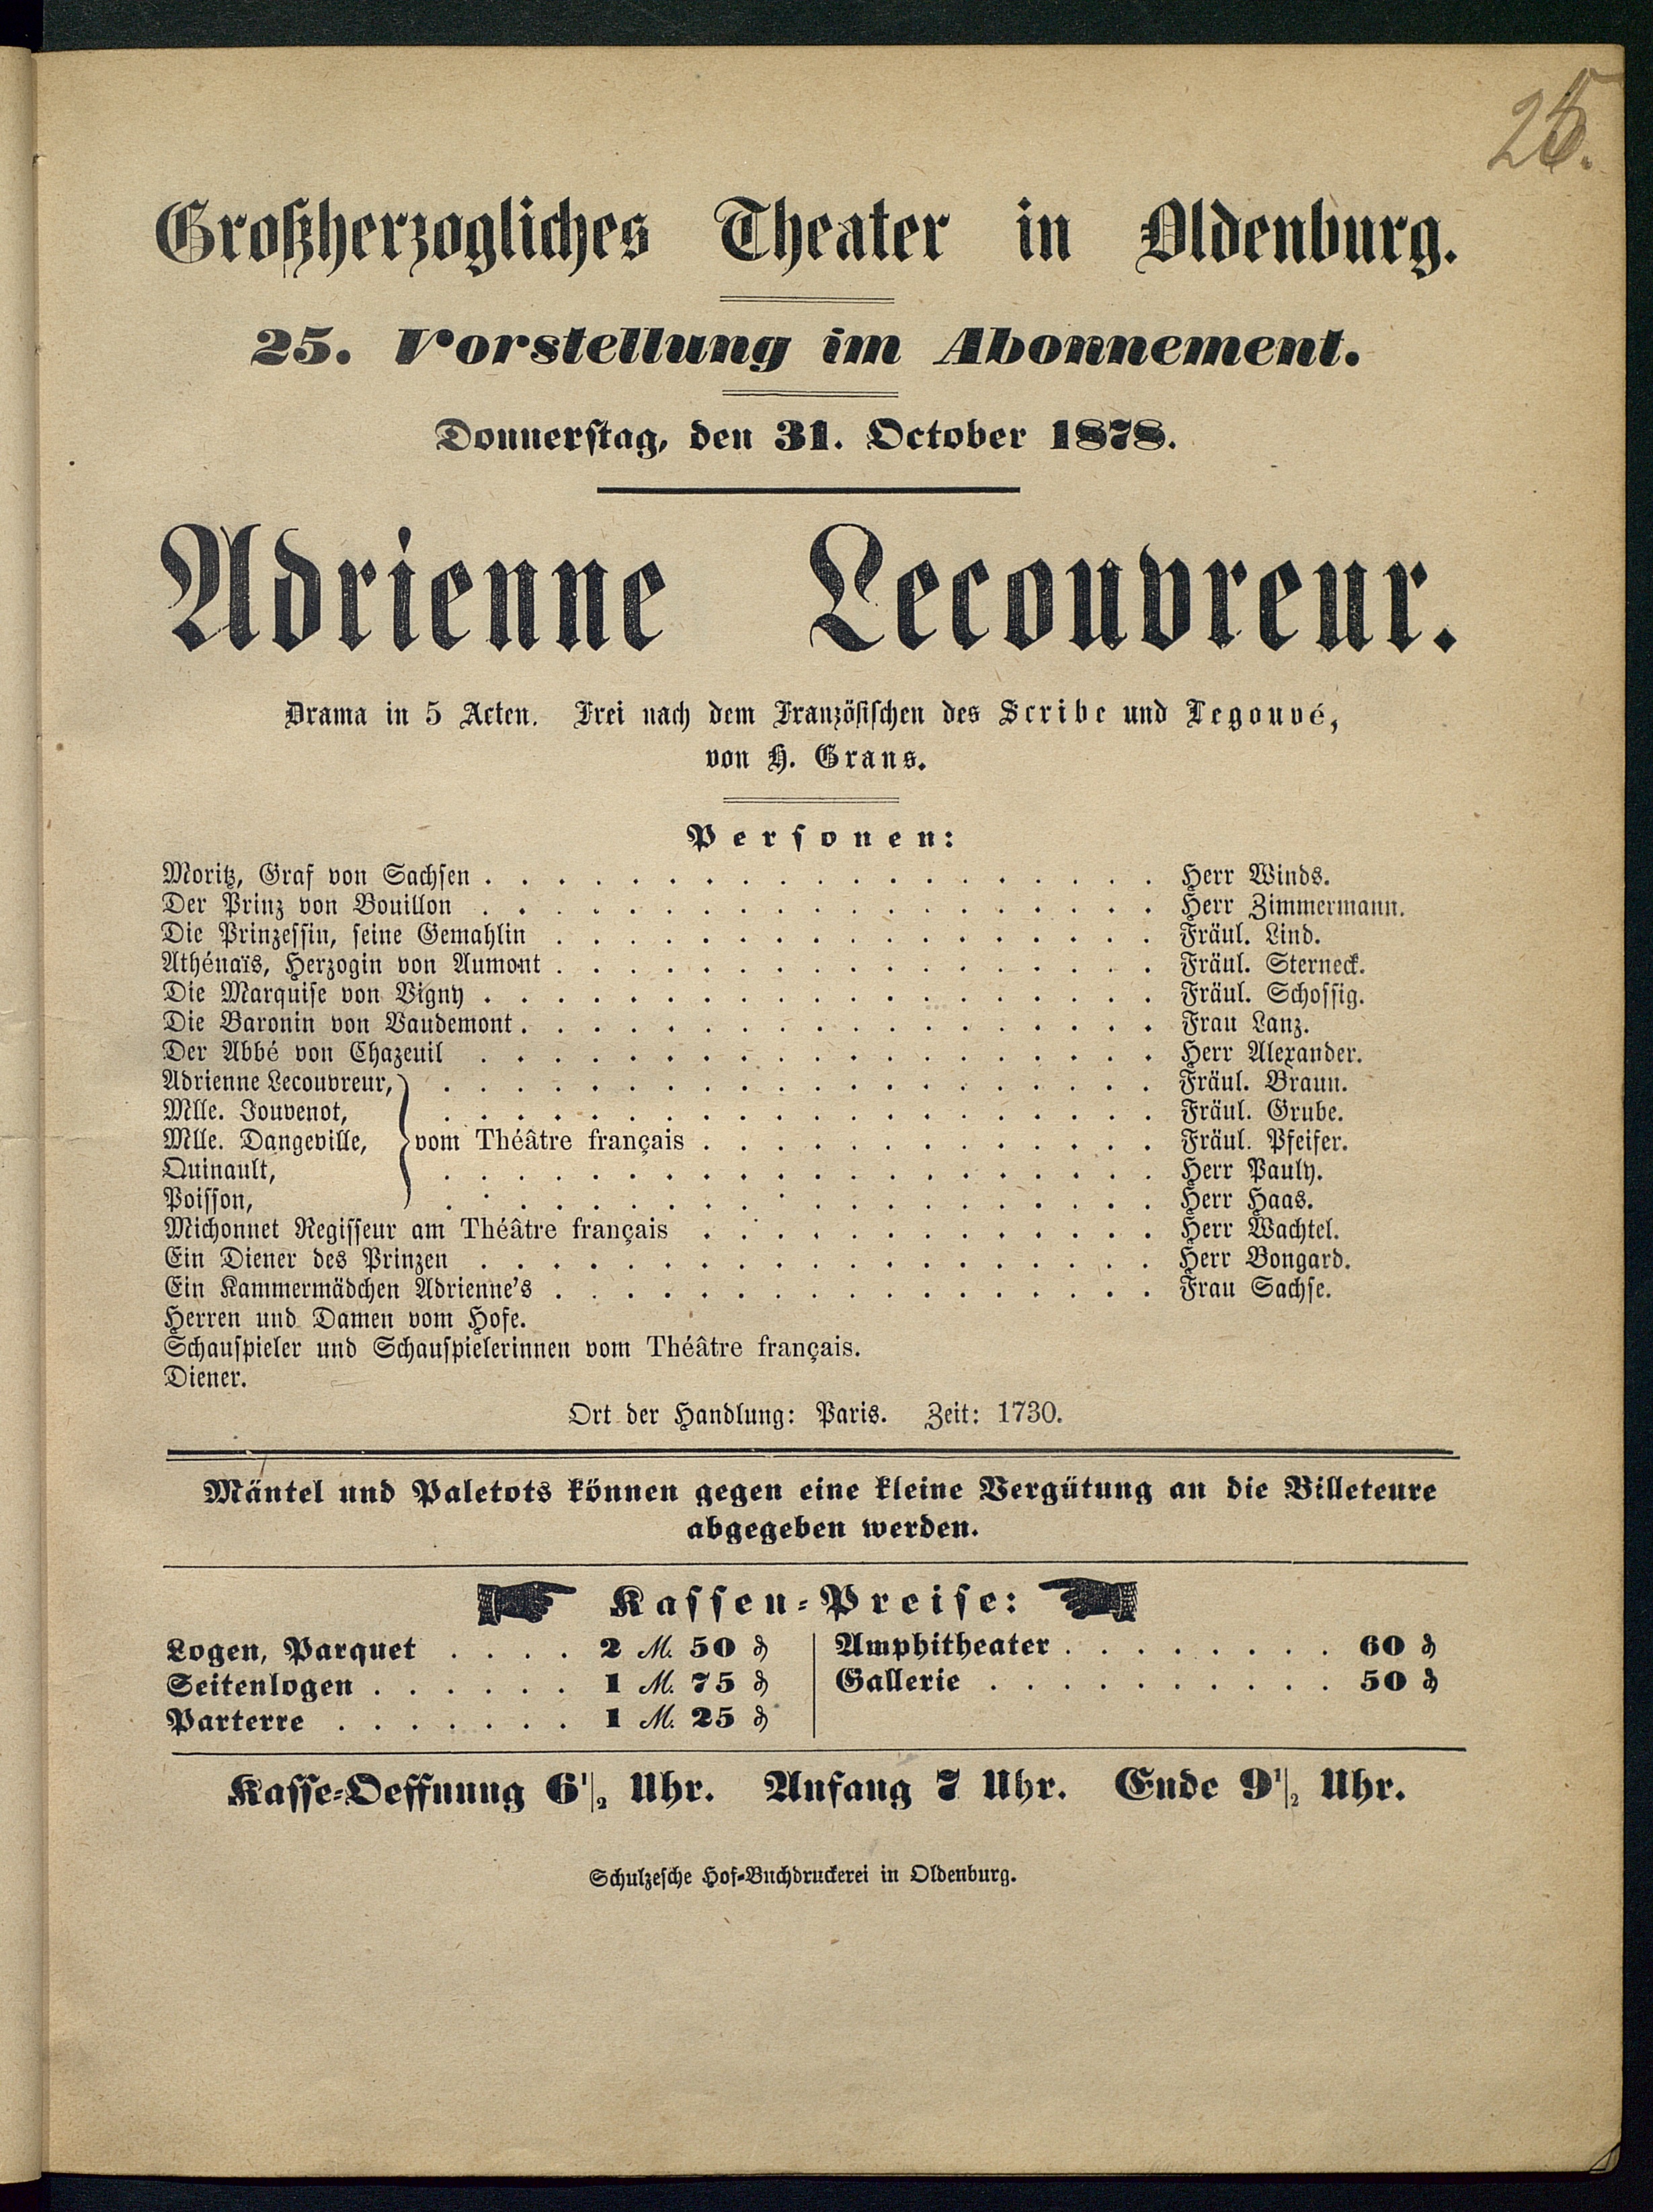 25.
Großherzogliches Theater in Oldenburg.
25. Vorstellung im Abonnement.
Donnerstag, den 31. October 1878.
Adrienne Lecouvreur.
Drama in 5 Acten. Frei nach dem Französischen des Scribe und Legouvé,
von H. Grans.
Personen:
Moritz, Graf von Sachsen . . . . . . . . . . . . . . . . . . . Herr Winds.
Der Prinz von Bouillon . . . . . . . . . . . . . . . . . . . Herr Zimmermann.
Die Prinzessin, seine Gemahlin . . . . . . . . . . . . . . . . . Fräul. Lind.
Athénaïs, Herzogin von Aumont . . . . . . . . . . . . . . . . . Fräul. Sterneck.
Die Marquise von Vigny . . . . . . . . . . . . . . . . . . . Fräul. Schossig.
Die Baronin von Vaudemont . . . . . . . . . . . . . . . . . . Frau Lanz.
Der Abbé von Chazeuil . . . . . . . . . . . . . . . . . . . Herr Alexander.
Adrienne Lecouvreur, . . . . . . . . . . . . . . . . . . . . Fräul. Braun.
Mlle. Jouvenot, . . . . . . . . . . . . . . . . . . . . Fräul. Grube.
Mlle. Dangeville, vom Théâtre français . . . . . . . . . . . . . Fräul. Pfeifer.
Quinault, . . . . . . . . . . . . . . . . . . . . Herr Pauly.
Poisson, . . . . . . . . . . . . . . . . . . . . Herr Haas.
Michonnet Regisseur am Théâtre français . . . . . . . . . . . . . Herr Wachtel.
Ein Diener des Prinzen . . . . . . . . . . . . . . . . . . . Herr Bongard.
Ein Kammermädchen Adrienne's . . . . . . . . . . . . . . . . . Frau Sachse.
Herren und Damen vom Hofe.
Schauspieler und Schauspielerinnen vom Théâtre français.
Diener.
Ort der Handlung: Paris. Zeit: 1730.
Mäntel und Paletots können gegen eine kleine Vergütung an die Billeteure
abgegeben werden.
Kassen-Preise:
Logen, Parquet . . . . 2 M. 50 ₰
Seitenlogen . . . . . . 1 M. 75 ₰
Parterre . . . . . . . 1 M. 25 ₰
Amphitheater . . . . . . . . 60 ₰
Gallerie . . . . . . . . . . 50 ₰
Kasse-Oeffnung 6½ Uhr. Anfang 7 Uhr. Ende 9½ Uhr.
Schulzesche Hof-Buchdruckerei in Oldenburg.